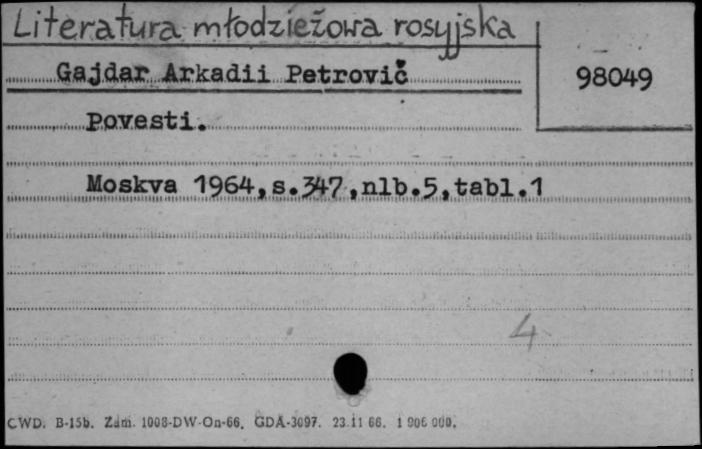 Literatura młodzieżowa rosyjska
Gajdar Arkadii Petrovič
98049
Povesti.
Moskva 1964,s.347,nlb.5,tabl.1
4
CWD. B-15b. Zam. 1008-DW-On-66. GDA-3097. 23.11 66. 1 906 000.